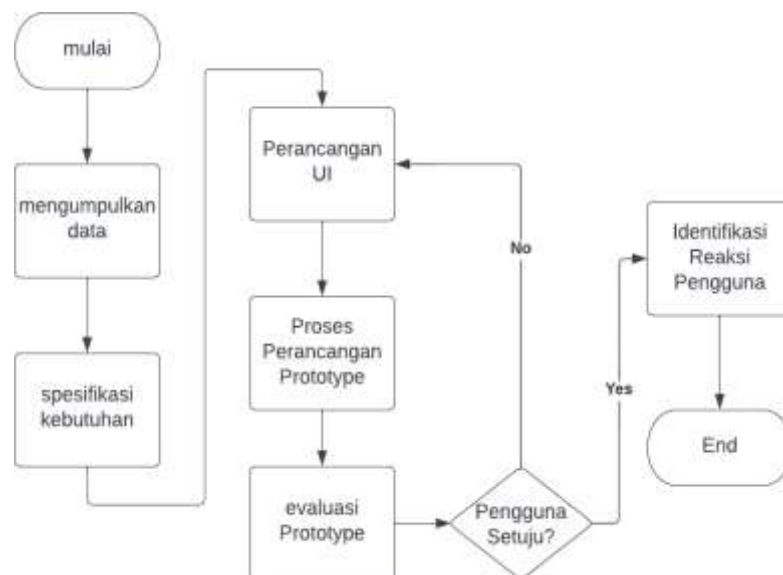 mulai
mengumpulkan
data
spesifikasi
kebutuhan
Perancangan
UI
Proses
Perancangan
Prototype
evaluasi
Prototype
Pengguna
Setuju?
No
Yes
Identifikasi
Reaksi
Pengguna
End